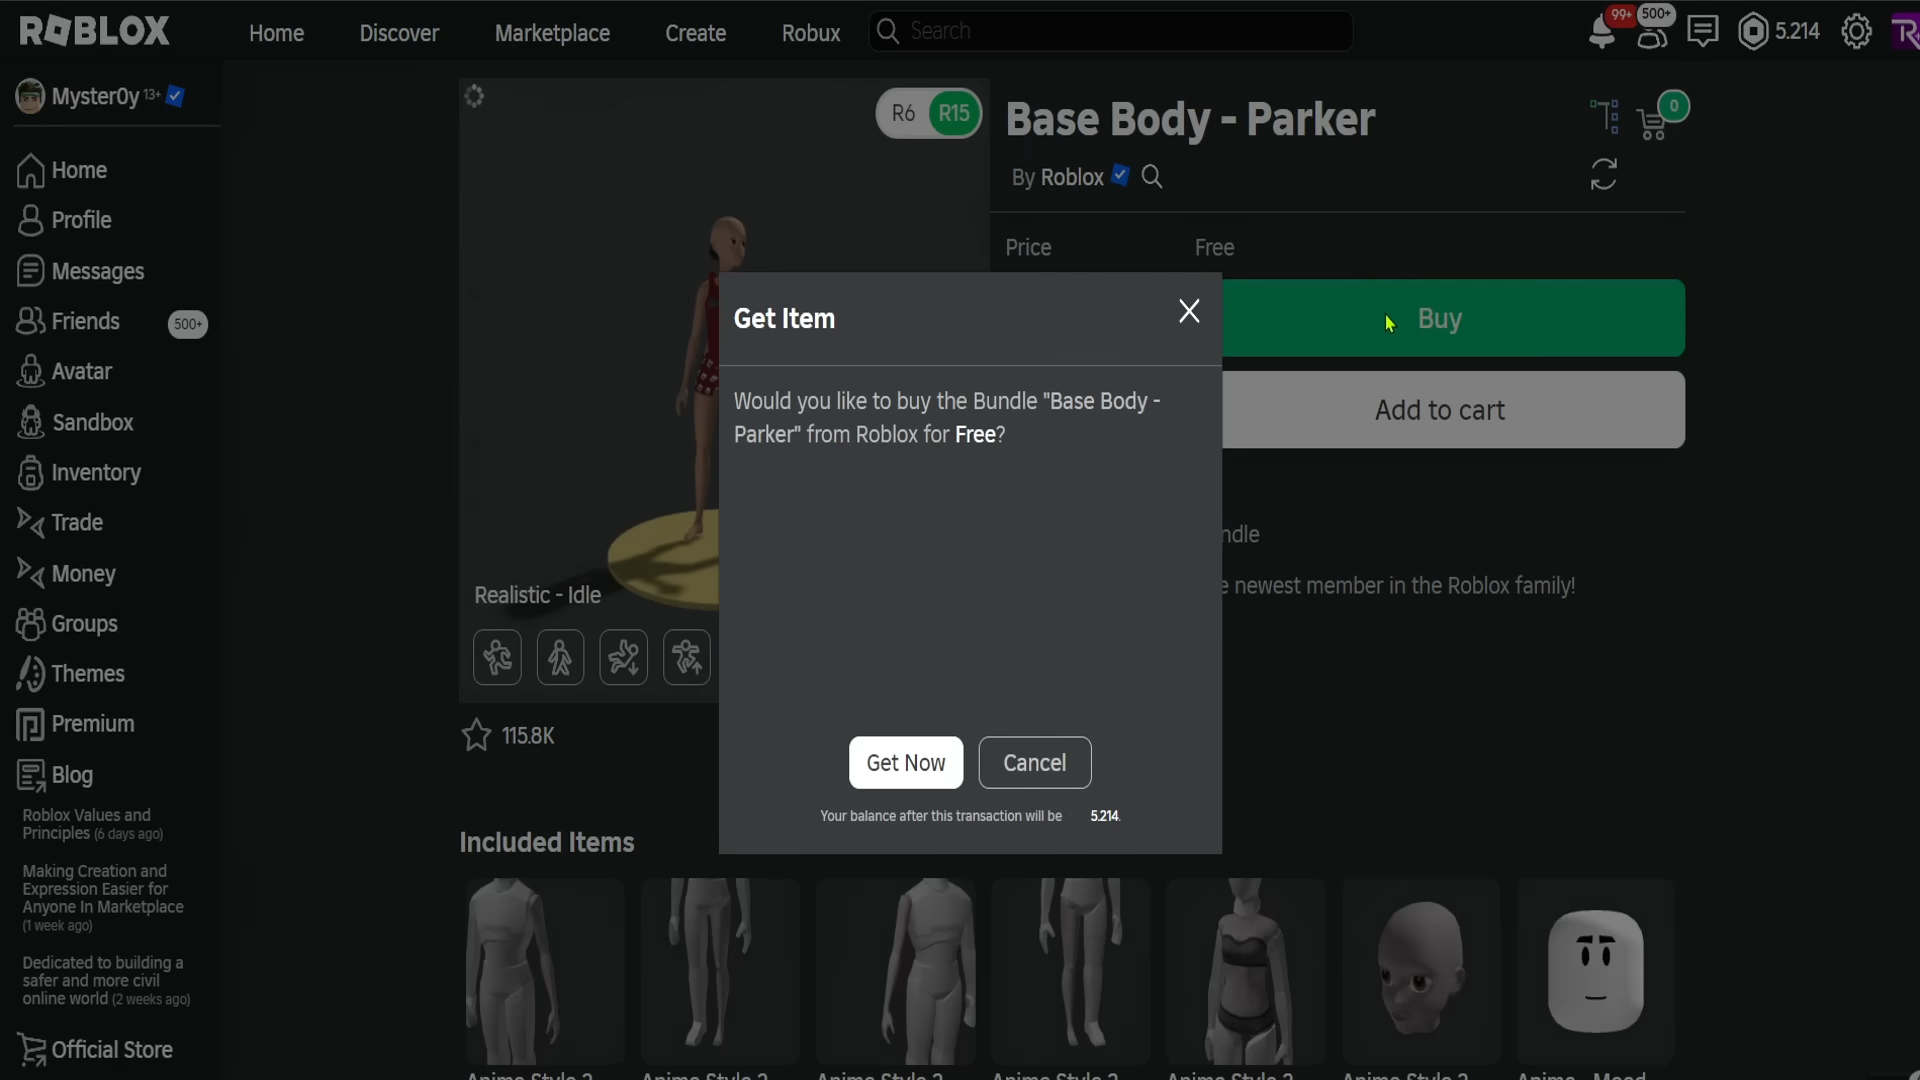 ROBLOX
Home
Discover
Marketplace
Create
Robux
Search
99+
500+
5.214
Myster0y 13+
Home
Profile
Messages
Friends
500+
Avatar
Sandbox
Inventory
Trade
Money
Groups
Themes
Premium
Blog
Roblox Values and
Principles (6 days ago)
Making Creation and
Expression Easier for
Anyone In Marketplace
(1 week ago)
Dedicated to building a
safer and more civil
online world (2 weeks ago)
Official Store
R6
R15
Realistic - Idle
115.8K
Base Body - Parker
0
By Roblox
Price
Free
Buy
Add to cart
ndle
e newest member in the Roblox family!
Get Item
Would you like to buy the Bundle "Base Body -
Parker" from Roblox for Free?
Get Now
Cancel
Your balance after this transaction will be 5.214.
Included Items